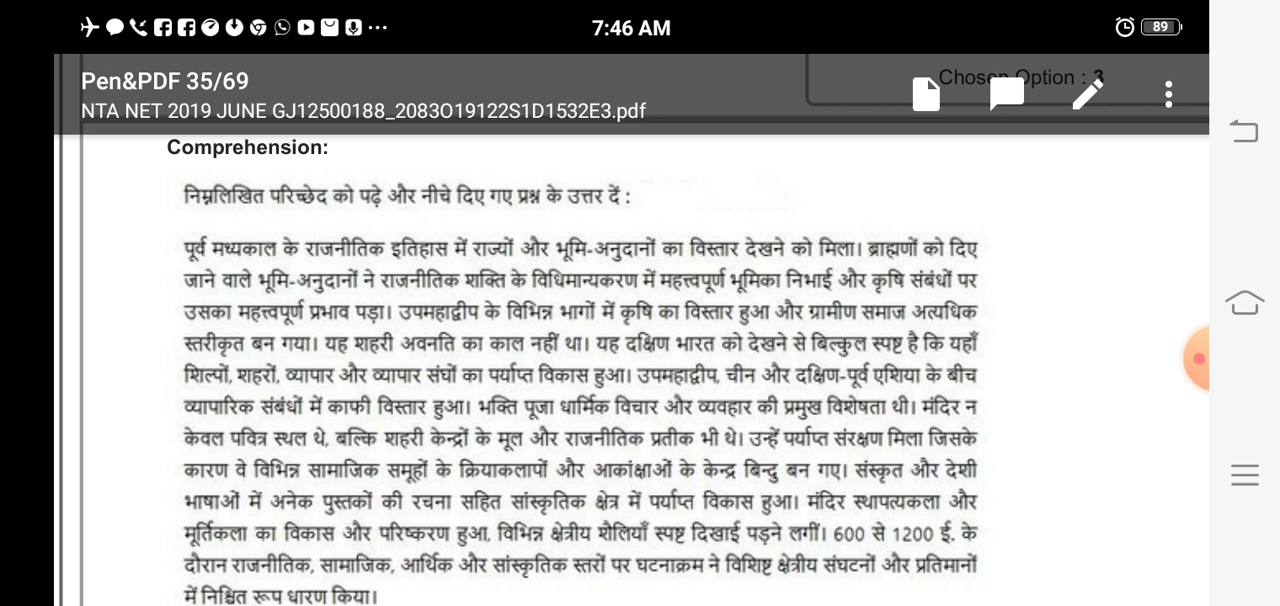 7:46 AM
89
Pen&PDF 35/69
Chosen Option : 3
NTA NET 2019 JUNE GJ12500188_2083O19122S1D1532E3.pdf
Comprehension:
निम्नलिखित परिच्छेद को पढ़े और नीचे दिए गए प्रश्न के उत्तर दें :
पूर्व मध्यकाल के राजनीतिक इतिहास में राज्यों और भूमि-अनुदानों का विस्तार देखने को मिला। ब्राह्मणों को दिए
जाने वाले भूमि-अनुदानों ने राजनीतिक शक्ति के विधिमान्यकरण में महत्त्वपूर्ण भूमिका निभाई और कृषि संबंधों पर
उसका महत्त्वपूर्ण प्रभाव पड़ा। उपमहाद्वीप के विभिन्न भागों में कृषि का विस्तार हुआ और ग्रामीण समाज अत्यधिक
स्तरीकृत बन गया। यह शहरी अवनति का काल नहीं था। यह दक्षिण भारत को देखने से बिल्कुल स्पष्ट है कि यहाँ
शिल्पों, शहरों, व्यापार और व्यापार संघों का पर्याप्त विकास हुआ। उपमहाद्वीप, चीन और दक्षिण-पूर्व एशिया के बीच
व्यापारिक संबंधों में काफी विस्तार हुआ। भक्ति पूजा धार्मिक विचार और व्यवहार की प्रमुख विशेषता थी। मंदिर न
केवल पवित्र स्थल थे, बल्कि शहरी केन्द्रों के मूल और राजनीतिक प्रतीक भी थे। उन्हें पर्याप्त संरक्षण मिला जिसके
कारण वे विभिन्न सामाजिक समूहों के क्रियाकलापों और आकांक्षाओं के केन्द्र बिन्दु बन गए। संस्कृत और देशी
भाषाओं में अनेक पुस्तकों की रचना सहित सांस्कृतिक क्षेत्र में पर्याप्त विकास हुआ। मंदिर स्थापत्यकला और
मूर्तिकला का विकास और परिष्करण हुआ, विभिन्न क्षेत्रीय शैलियाँ स्पष्ट दिखाई पड़ने लगीं। 600 से 1200 ई. के
दौरान राजनीतिक, सामाजिक, आर्थिक और सांस्कृतिक स्तरों पर घटनाक्रम ने विशिष्ट क्षेत्रीय संघटनों और प्रतिमानों
में निश्चित रूप धारण किया।